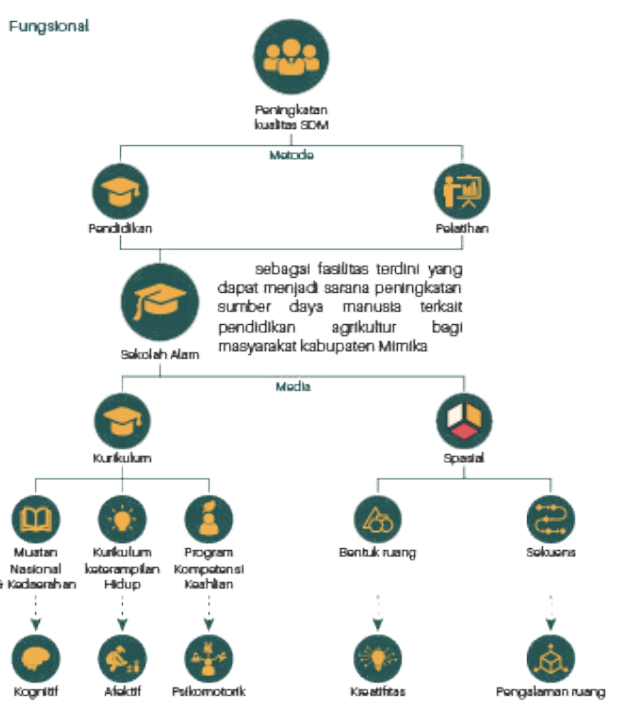 Fungsional
Peningkatan
kualitas SDM
Metode
Pendidikan
Pelatihan
sebagai fasilitas terdini yang
dapat menjadi sarana peningkatan
sumber daya manusia terkait
pendidikan agrikultur bagi
masyarakat kabupaten Mimika
Sekolah Alam
Media
Kurikulum
Spasial
Muatan
Nasional
& Kedaerahan
Kurikulum
keterampilan
Hidup
Program
Kompetensi
Keahlian
Bentuk ruang
Sekuens
Kognitif
Afektif
Psikomotorik
Kreatifitas
Pengalaman ruang